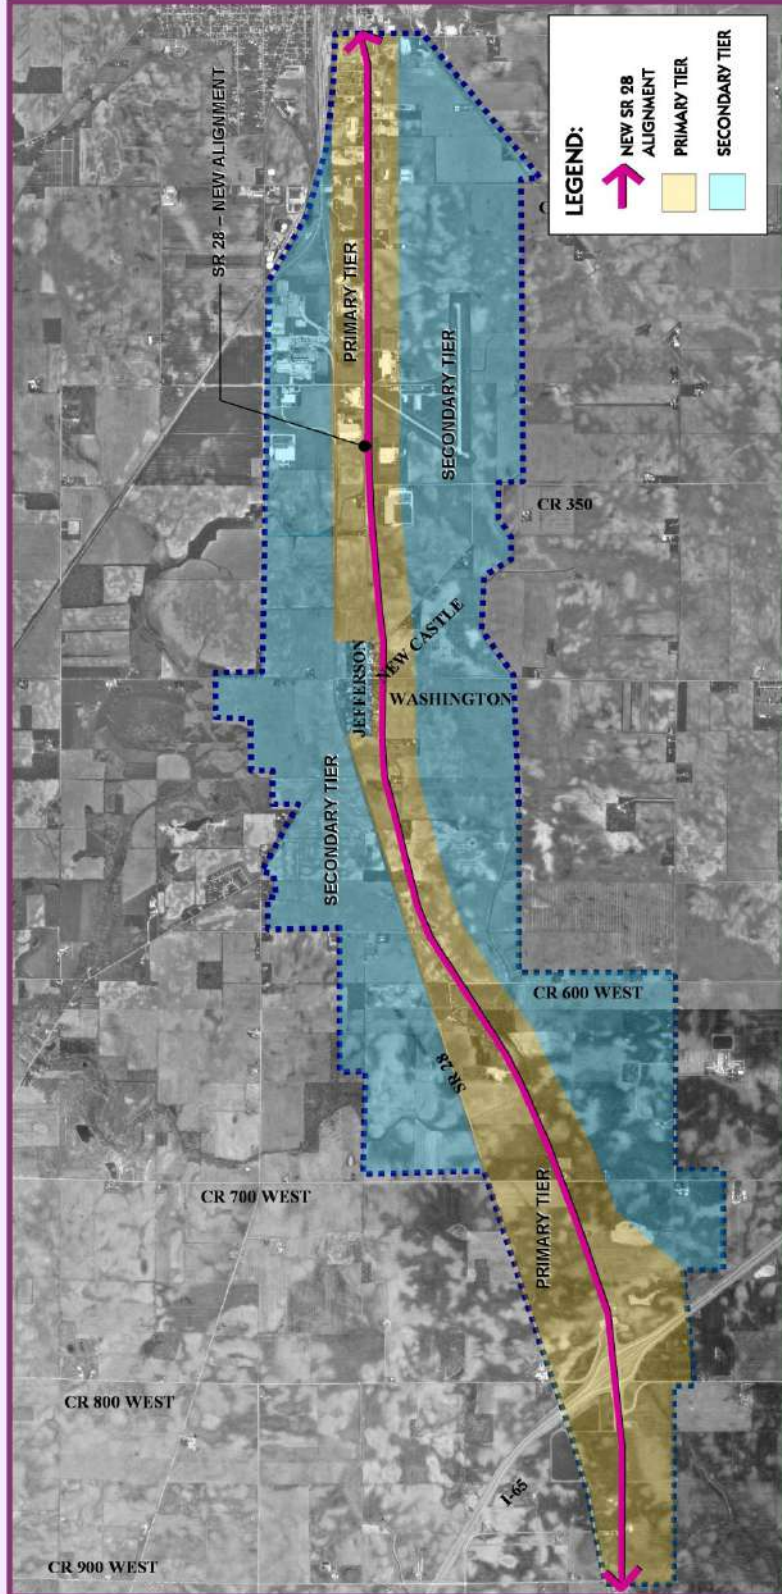 SR 28 – NEW ALIGNMENT
LEGEND:
NEW SR 28
ALIGNMENT
PRIMARY TIER
SECONDARY TIER
PRIMARY TIER
SECONDARY TIER
CR 350
JEFFERSON
NEW CASTLE
WASHINGTON
SECONDARY TIER
CR 600 WEST
SR 28
CR 700 WEST
PRIMARY TIER
CR 800 WEST
I-65
CR 900 WEST